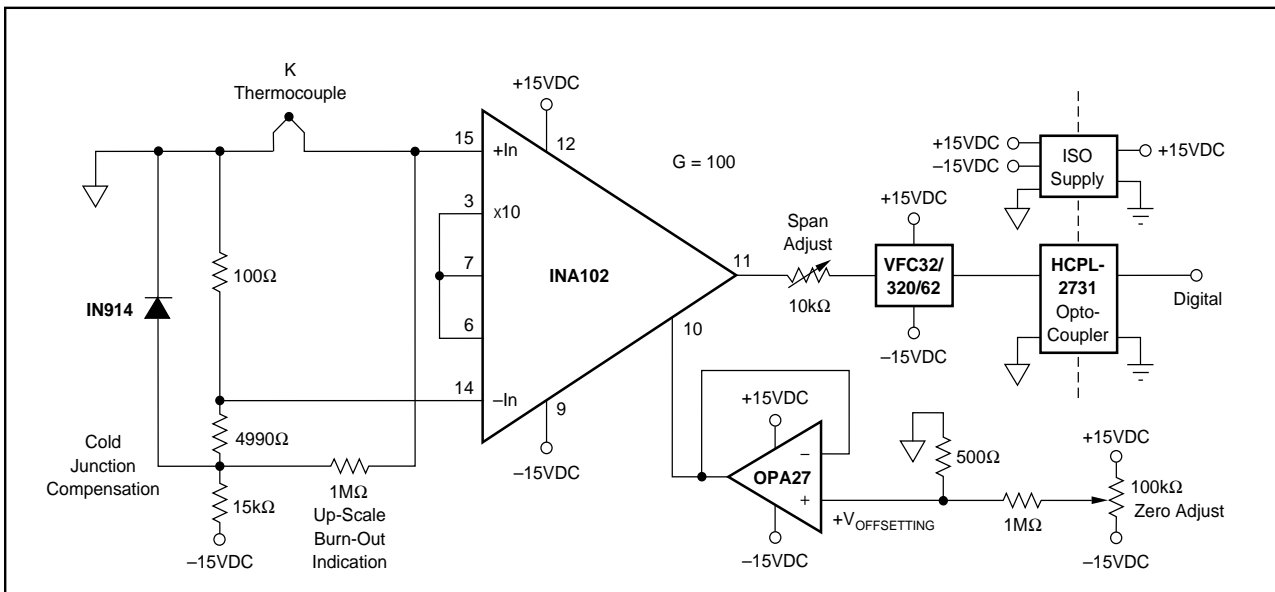 K
Thermocouple
+15VDC
12
15
+In
G = 100
3
x10
7
INA102
6
100Ω
IN914
14
–In
9
–15VDC
4990Ω
Cold
Junction
Compensation
15kΩ
–15VDC
1MΩ
Up-Scale
Burn-Out
Indication
11
10
Span
Adjust
10kΩ
+15VDC
VFC32/
320/62
–15VDC
+15VDC
–15VDC
ISO
Supply
+15VDC
HCPL-
2731
Opto-
Coupler
Digital
+15VDC
–
OPA27
+
–15VDC
+VOFFSETTING
500Ω
1MΩ
+15VDC
100kΩ
Zero Adjust
–15VDC